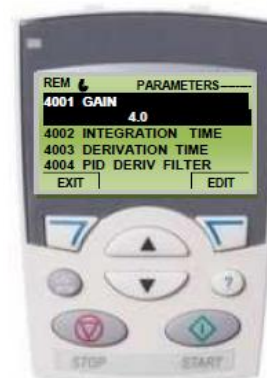 REM PARAMETERS
4001 GAIN
4.0
4002 INTEGRATION TIME
4003 DERIVATION TIME
4004 PID DERIV FILTER
EXIT EDIT
?
STOP START